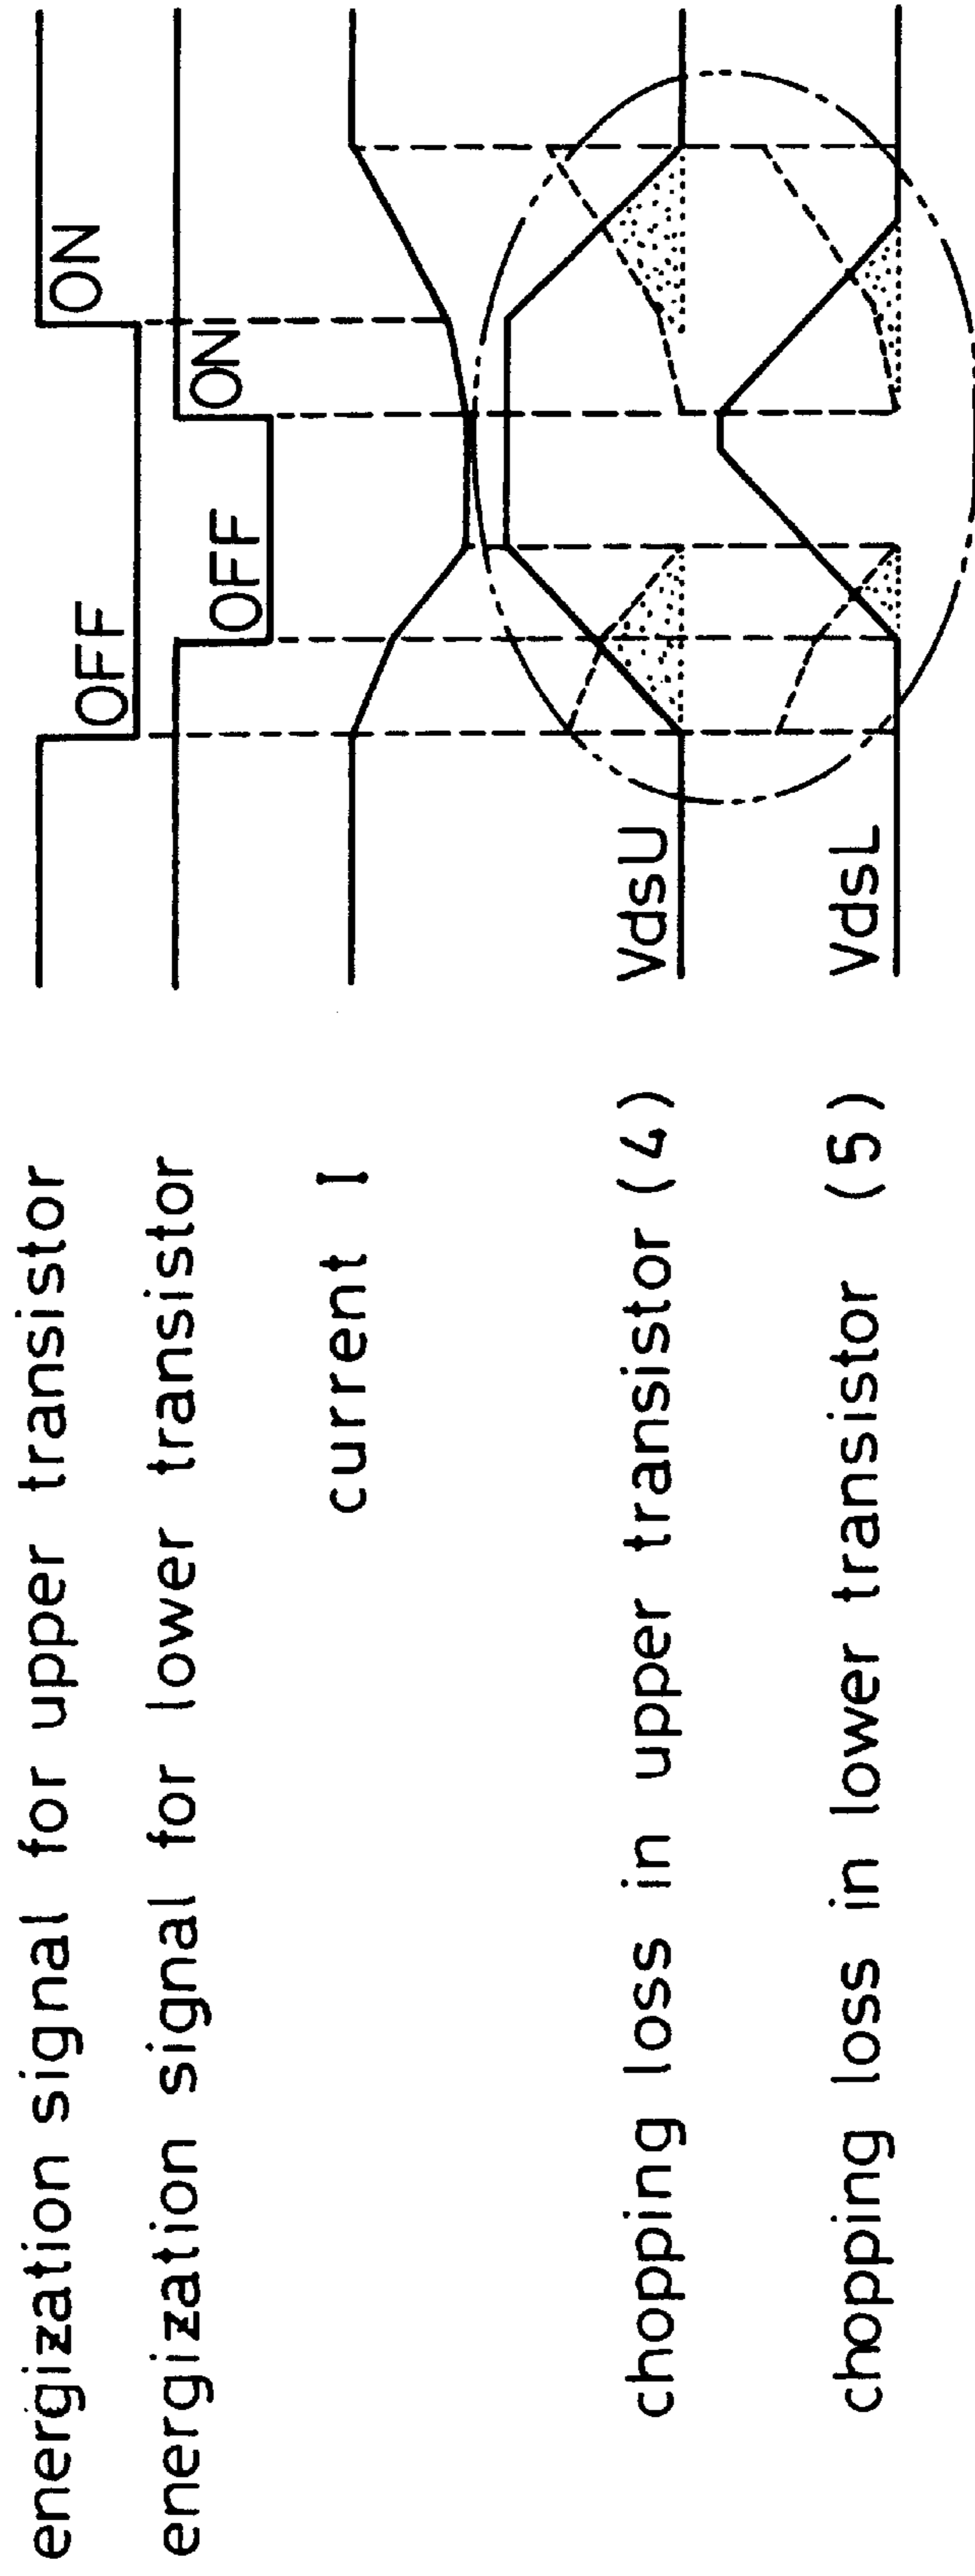 energization signal for upper transistor
OFF
ON
energization signal for lower transistor
OFF
ON
current I
chopping loss in upper transistor (4)
VdsU
chopping loss in lower transistor (5)
VdsL